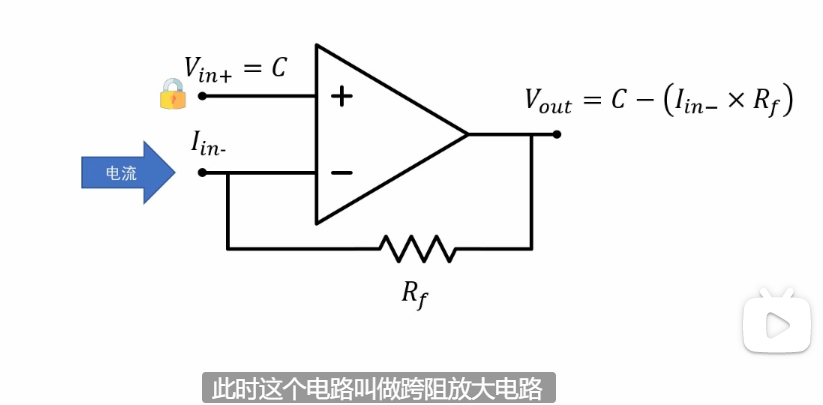 V_{in+} = C
V_{out} = C − (I_{in−} × R_f)
I_{in-}
电流
+
−
R_f
此时这个电路叫做跨阻放大电路